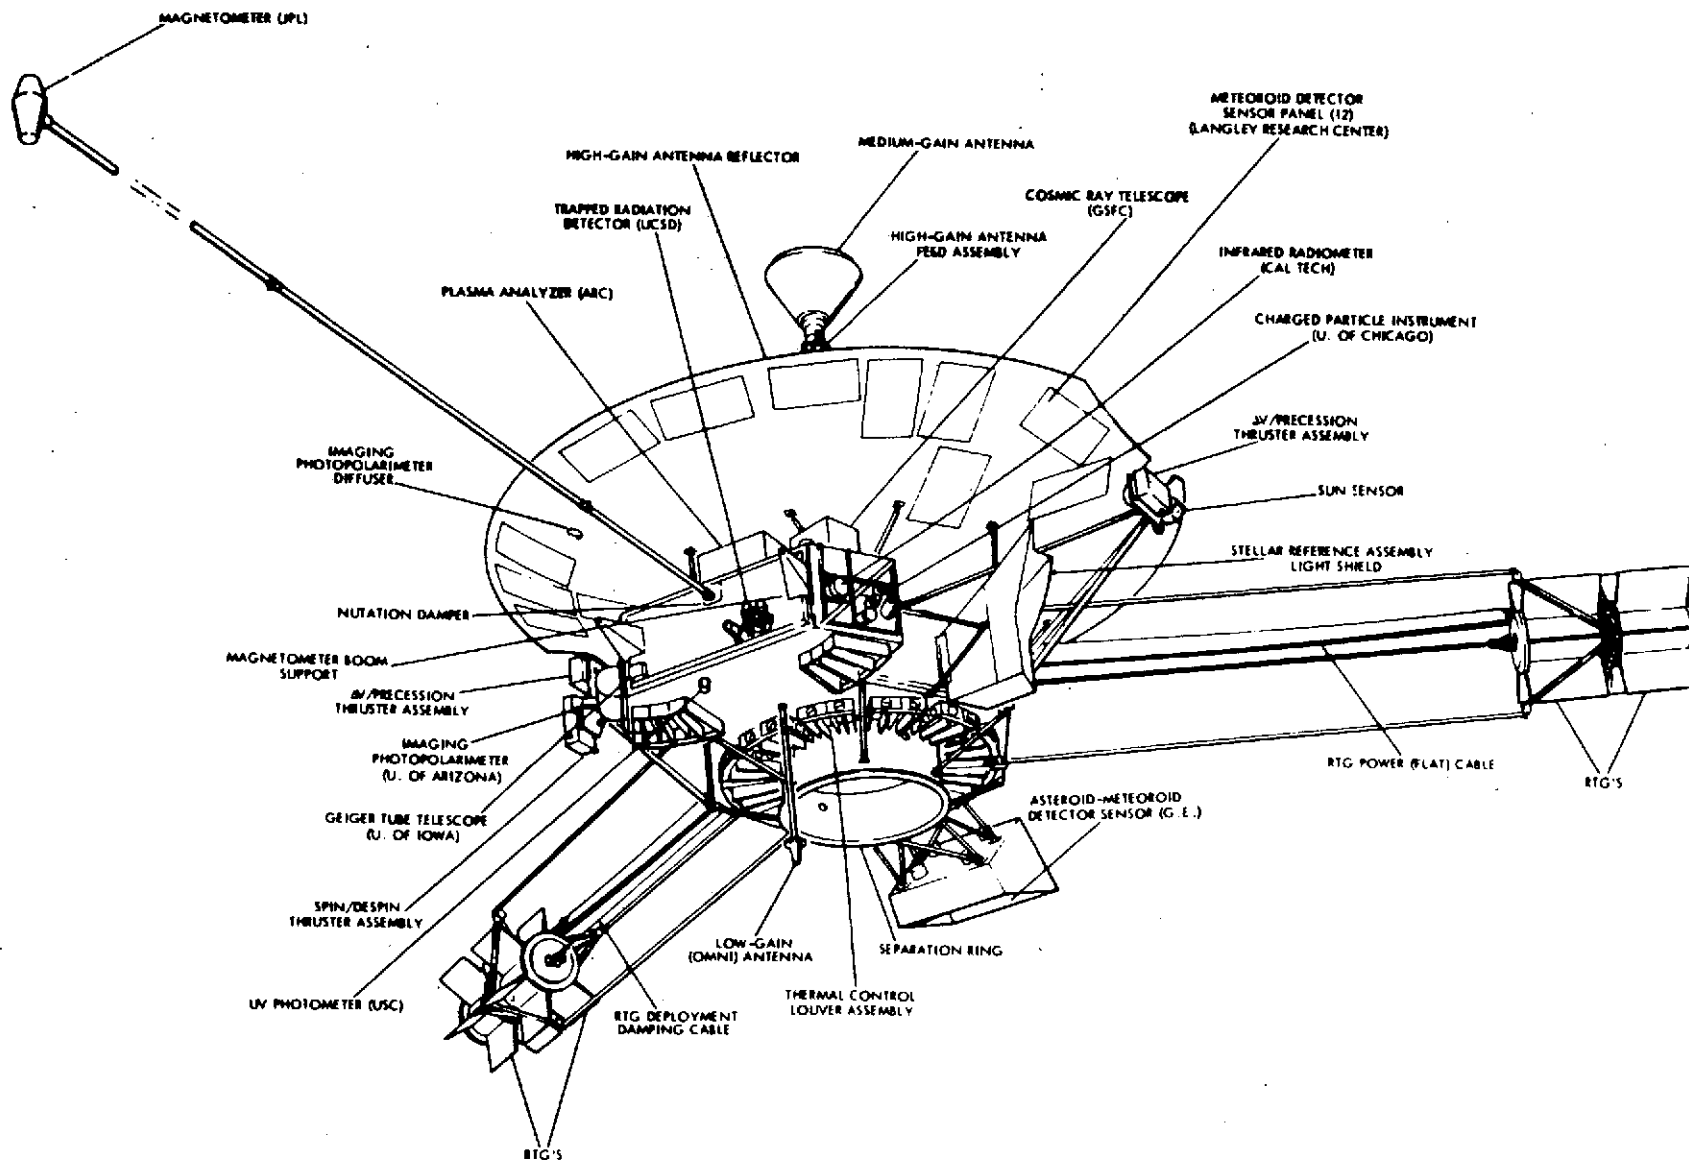 MAGNETOMETER (JPL)
METEOROID DETECTOR
SENSOR PANEL (12)
(LANGLEY RESEARCH CENTER)
MEDIUM-GAIN ANTENNA
HIGH-GAIN ANTENNA REFLECTOR
COSMIC RAY TELESCOPE
(GSFC)
TRAPPED RADIATION
DETECTOR (UCSD)
HIGH-GAIN ANTENNA
FEED ASSEMBLY
INFRARED RADIOMETER
(CAL TECH)
PLASMA ANALYZER (ARC)
CHARGED PARTICLE INSTRUMENT
(U. OF CHICAGO)
ΔV/PRECESSION
THRUSTER ASSEMBLY
IMAGING
PHOTOPOLARIMETER
DIFFUSER
SUN SENSOR
STELLAR REFERENCE ASSEMBLY
LIGHT SHIELD
NUTATION DAMPER
MAGNETOMETER BOOM
SUPPORT
ΔV/PRECESSION
THRUSTER ASSEMBLY
IMAGING
PHOTOPOLARIMETER
(U. OF ARIZONA)
RTG POWER (FLAT) CABLE
RTG'S
ASTEROID-METEOROID
DETECTOR SENSOR (G.E.)
GEIGER TUBE TELESCOPE
(U. OF IOWA)
SPIN/DESPIN
THRUSTER ASSEMBLY
LOW-GAIN
(OMNI) ANTENNA
SEPARATION RING
UV PHOTOMETER (USC)
THERMAL CONTROL
LOUVER ASSEMBLY
RTG DEPLOYMENT
DAMPING CABLE
RTG'S